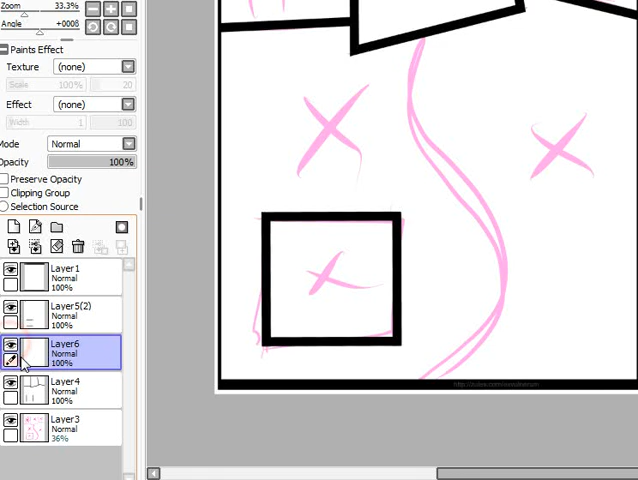 Zoom 33.3%
Angle +000ß
Paints Effect
Texture (none)
Scale 100% 20
Effect (none)
Width 1 100
Mode Normal
Opacity 100%
Preserve Opacity
Clipping Group
Selection Source
Layer1
Normal
100%
Layer5(2)
Normal
100%
Layer6
Normal
100%
Layer4
Normal
100%
Layer3
Normal
36%